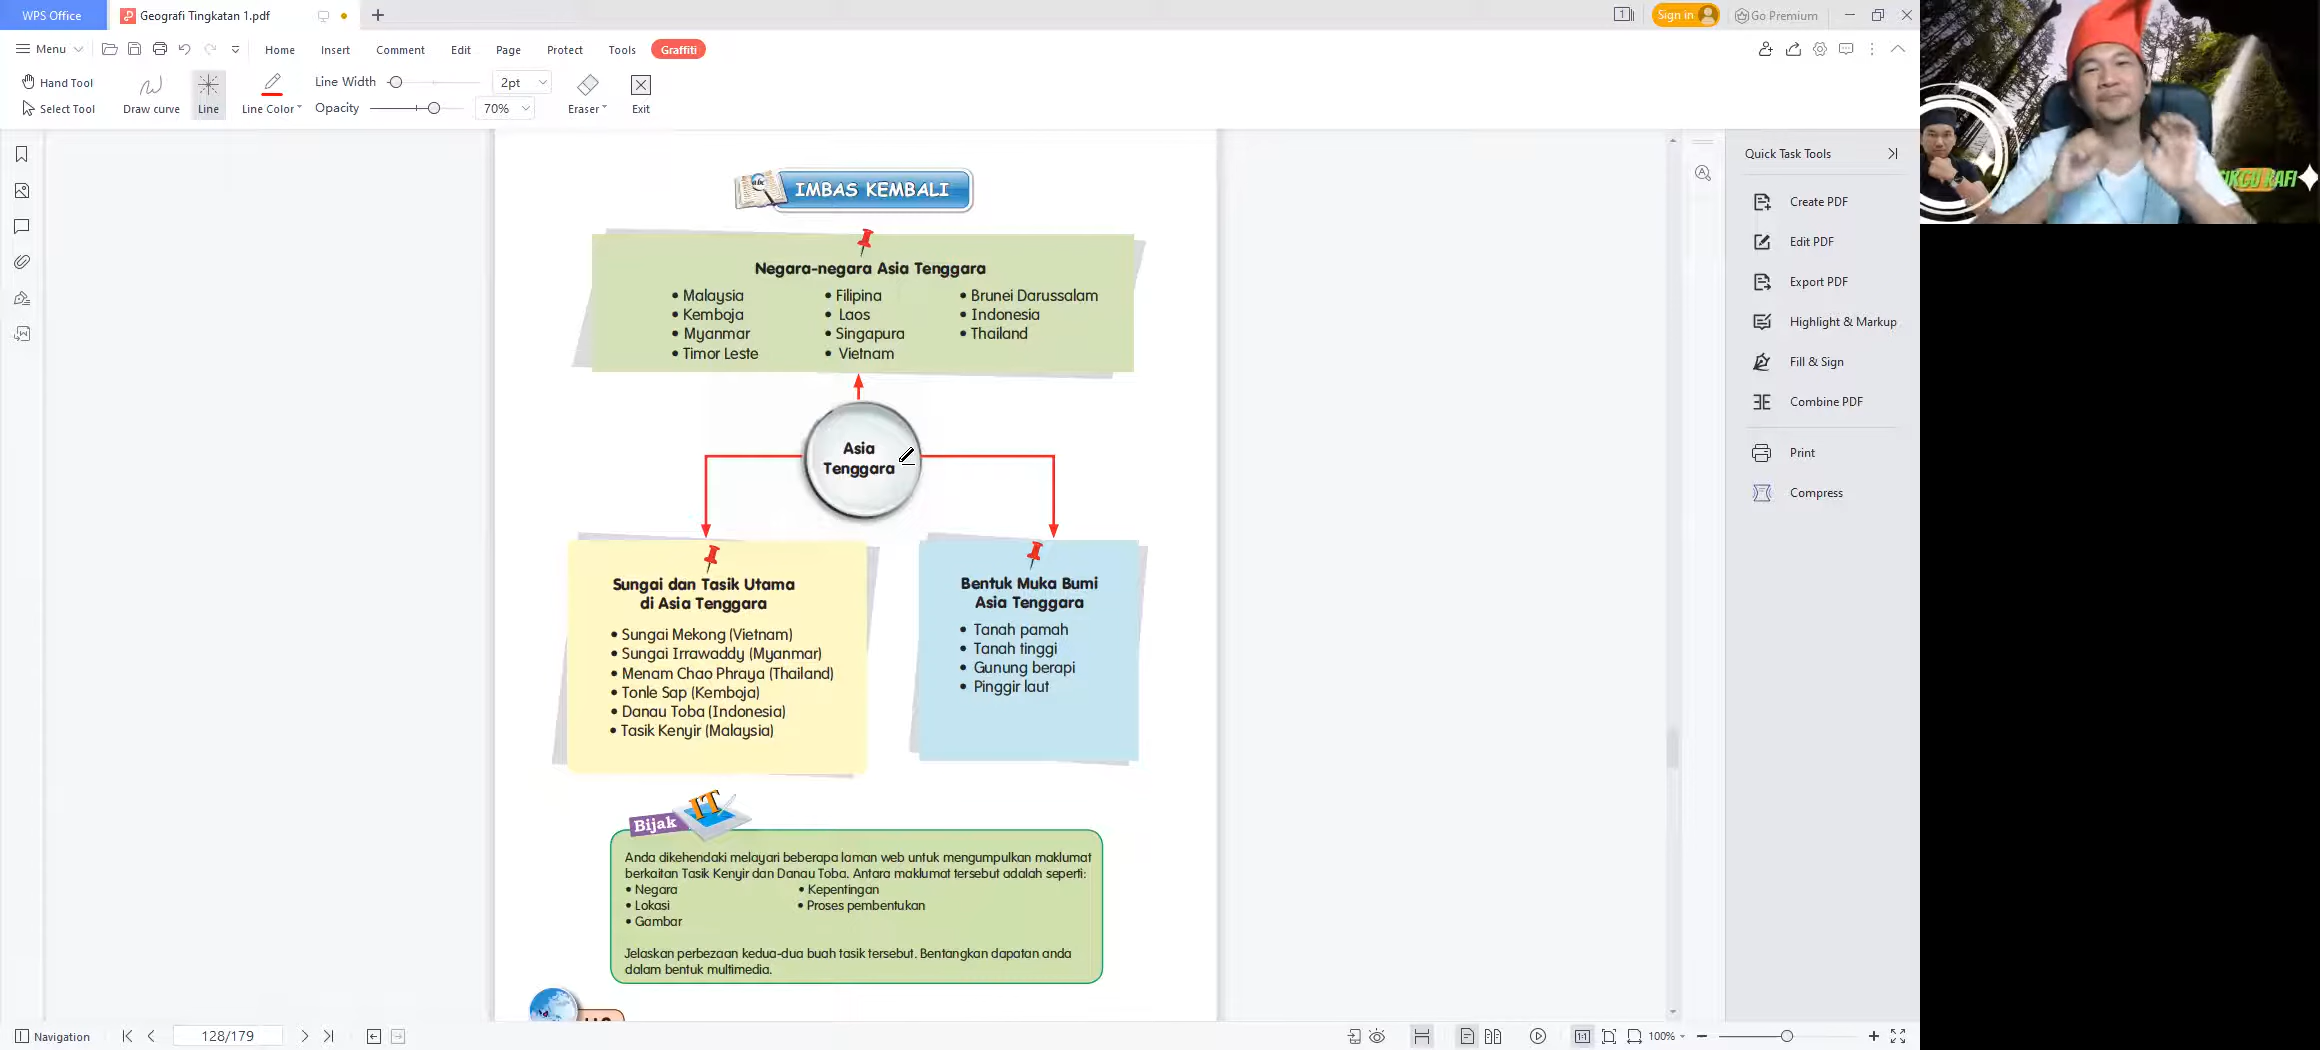 WPS Office
Geografi Tingkatan 1.pdf
1
Sign in
Go Premium
Menu
Home
Insert
Comment
Edit
Page
Protect
Tools
Graffiti
Hand Tool
Select Tool
Draw curve
Line
Line Color
Line Width
2pt
Opacity
70%
Eraser
Exit
IMBAS KEMBALI
Negara-negara Asia Tenggara
• Malaysia
• Kemboja
• Myanmar
• Timor Leste
• Filipina
• Laos
• Singapura
• Vietnam
• Brunei Darussalam
• Indonesia
• Thailand
Asia
Tenggara
Sungai dan Tasik Utama
di Asia Tenggara
• Sungai Mekong (Vietnam)
• Sungai Irrawaddy (Myanmar)
• Menam Chao Phraya (Thailand)
• Tonle Sap (Kemboja)
• Danau Toba (Indonesia)
• Tasik Kenyir (Malaysia)
Bentuk Muka Bumi
Asia Tenggara
• Tanah pamah
• Tanah tinggi
• Gunung berapi
• Pinggir laut
Bijak IT
Anda dikehendaki melayari beberapa laman web untuk mengumpulkan maklumat
berkaitan Tasik Kenyir dan Danau Toba. Antara maklumat tersebut adalah seperti:
• Negara
• Lokasi
• Gambar
• Kepentingan
• Proses pembentukan
Jelaskan perbezaan kedua-dua buah tasik tersebut. Bentangkan dapatan anda
dalam bentuk multimedia.
Quick Task Tools
Create PDF
Edit PDF
Export PDF
Highlight & Markup
Fill & Sign
Combine PDF
Print
Compress
Navigation
128/179
100%